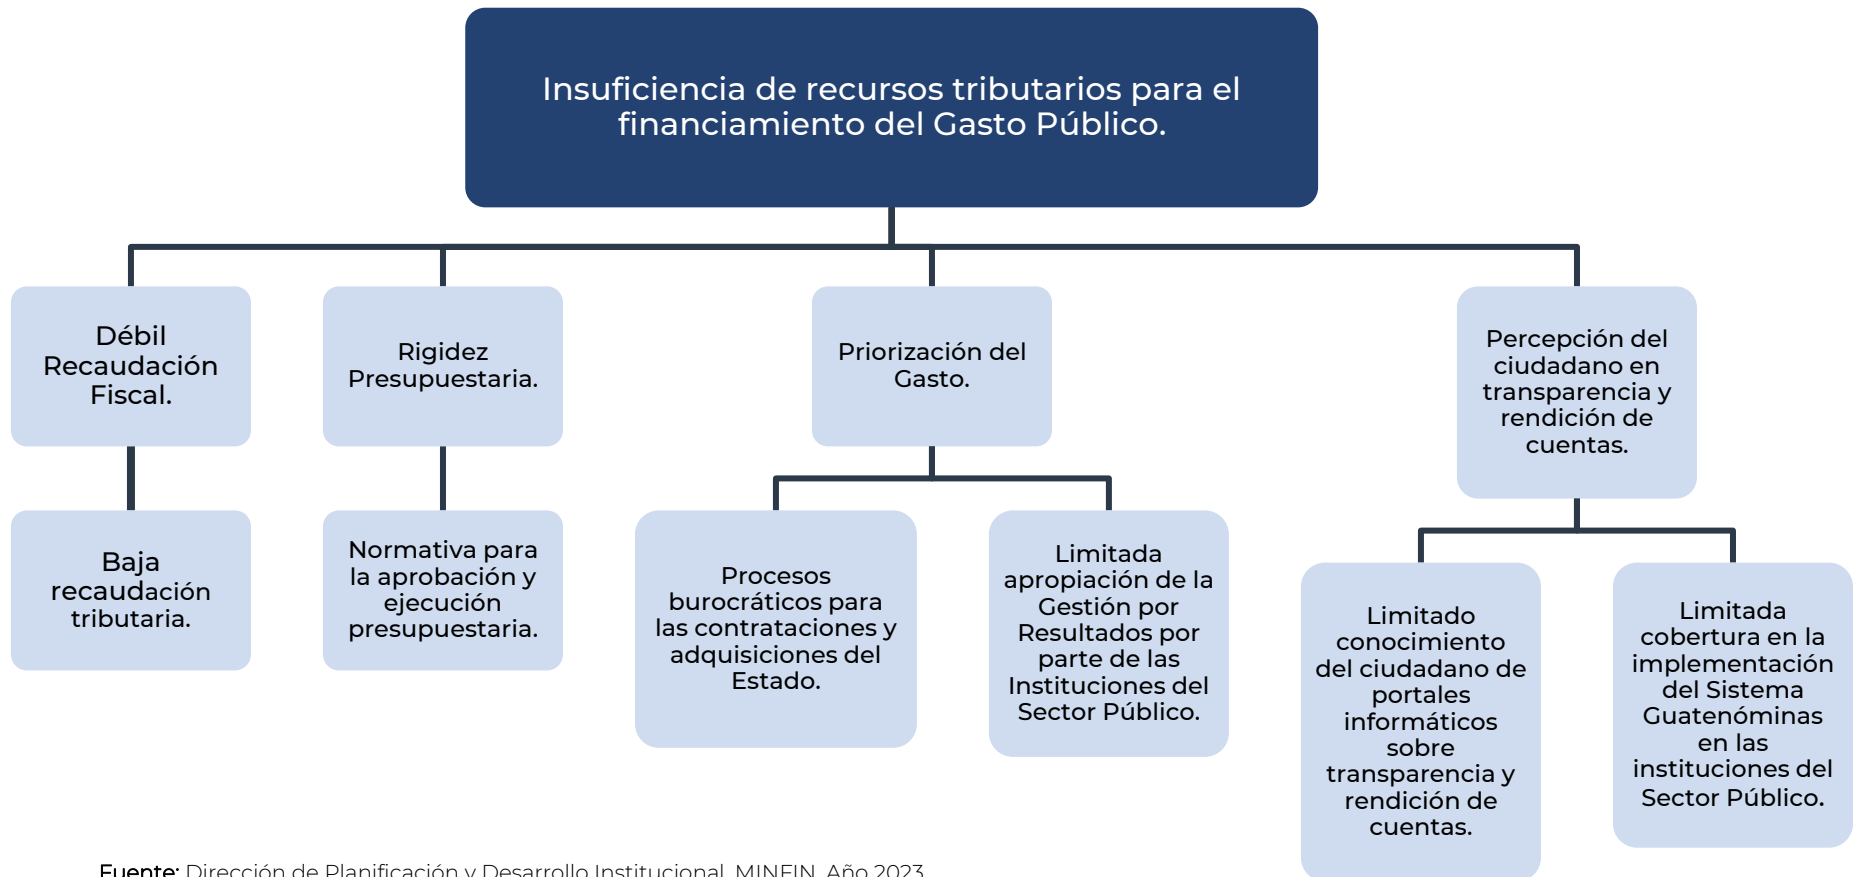 Insuficiencia de recursos tributarios para el
financiamiento del Gasto Público.
Débil
Recaudación
Fiscal.
Rigidez
Presupuestaria.
Priorización del
Gasto.
Percepción del
ciudadano en
transparencia y
rendición de
cuentas.
Baja
recaudación
tributaria.
Normativa para
la aprobación y
ejecución
presupuestaria.
Procesos
burocráticos para
las contrataciones y
adquisiciones del
Estado.
Limitada
apropiación de la
Gestión por
Resultados por
parte de las
Instituciones del
Sector Público.
Limitado
conocimiento
del ciudadano de
portales
informáticos
sobre
transparencia y
rendición de
cuentas.
Limitada
cobertura en la
implementación
del Sistema
Guatenóminas
en las
instituciones del
Sector Público.
Fuente: Dirección de Planificación y Desarrollo Institucional, MINFIN, Año 2023